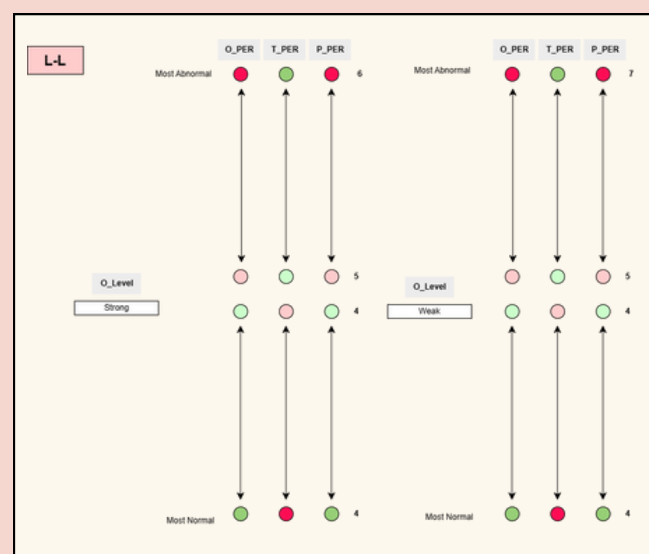 L-L
O_PER T_PER P_PER
Most Abnormal 6
5
O_Level
Strong
4
Most Normal 4
O_PER T_PER P_PER
Most Abnormal 7
5
O_Level
Weak
4
Most Normal 4